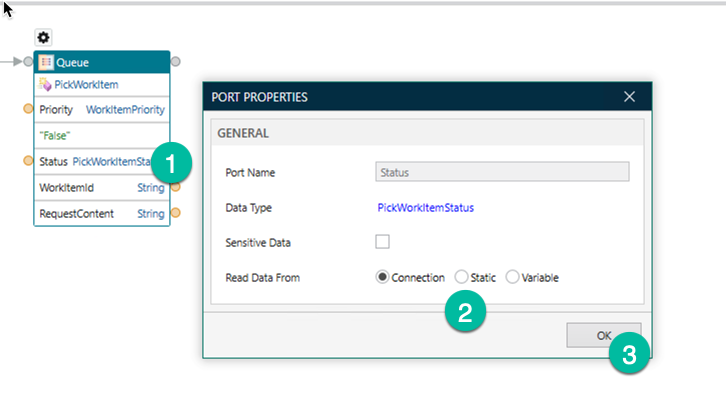 Queue
PickWorkItem
Priority WorkItemPriority
"False"
Status PickWorkItemSta
WorkItemId String
RequestContent String
1
PORT PROPERTIES
GENERAL
Port Name Status
Data Type PickWorkItemStatus
Sensitive Data
Read Data From Connection Static Variable
2
OK
3